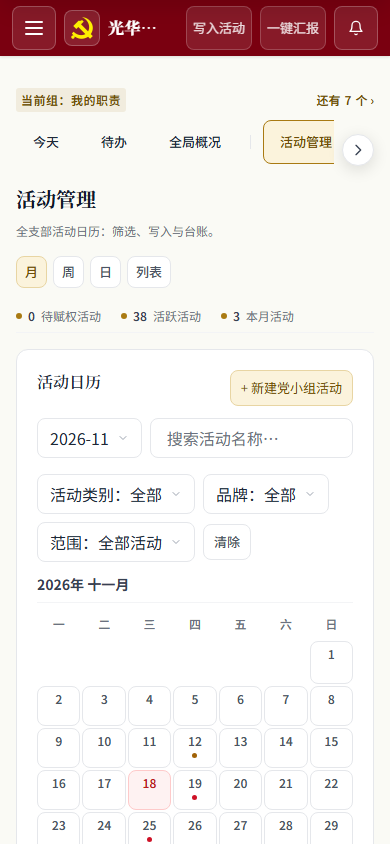 光华…
写入活动
一键汇报
当前组：我的职责
还有 7 个 ›
今天
待办
全局概况
活动管理
活动管理
全支部活动日历：筛选、写入与台账。
月
周
日
列表
0 待赋权活动
38 活跃活动
3 本月活动
活动日历
+ 新建党小组活动
2026-11
搜索活动名称…
活动类别：全部
品牌：全部
范围：全部活动
清除
2026年 十一月
一 二 三 四 五 六 日
1
2 3 4 5 6 7 8
9 10 11 12 13 14 15
16 17 18 19 20 21 22
23 24 25 26 27 28 29